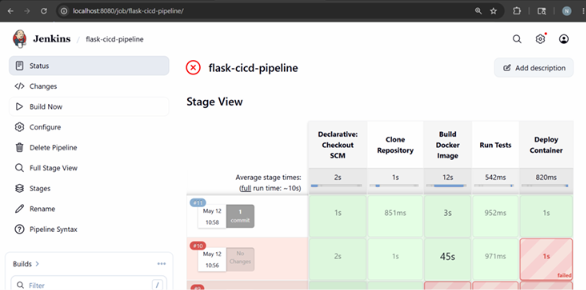 localhost:8080/job/flask-cicd-pipeline/
Jenkins / flask-cicd-pipeline
Status
Changes
Build Now
Configure
Delete Pipeline
Full Stage View
Stages
Rename
Pipeline Syntax
Builds >
Filter /
flask-cicd-pipeline
Add description
Stage View
Declarative: Checkout SCM
Clone Repository
Build Docker Image
Run Tests
Deploy Container
Average stage times:
(full run time: ~10s)
2s 1s 12s 542ms 820ms
#11
May 12
10:58
1
commit
1s 851ms 3s 952ms 1s
#10
May 12
10:56
No
Changes
2s 1s 45s 971ms 1s
failed